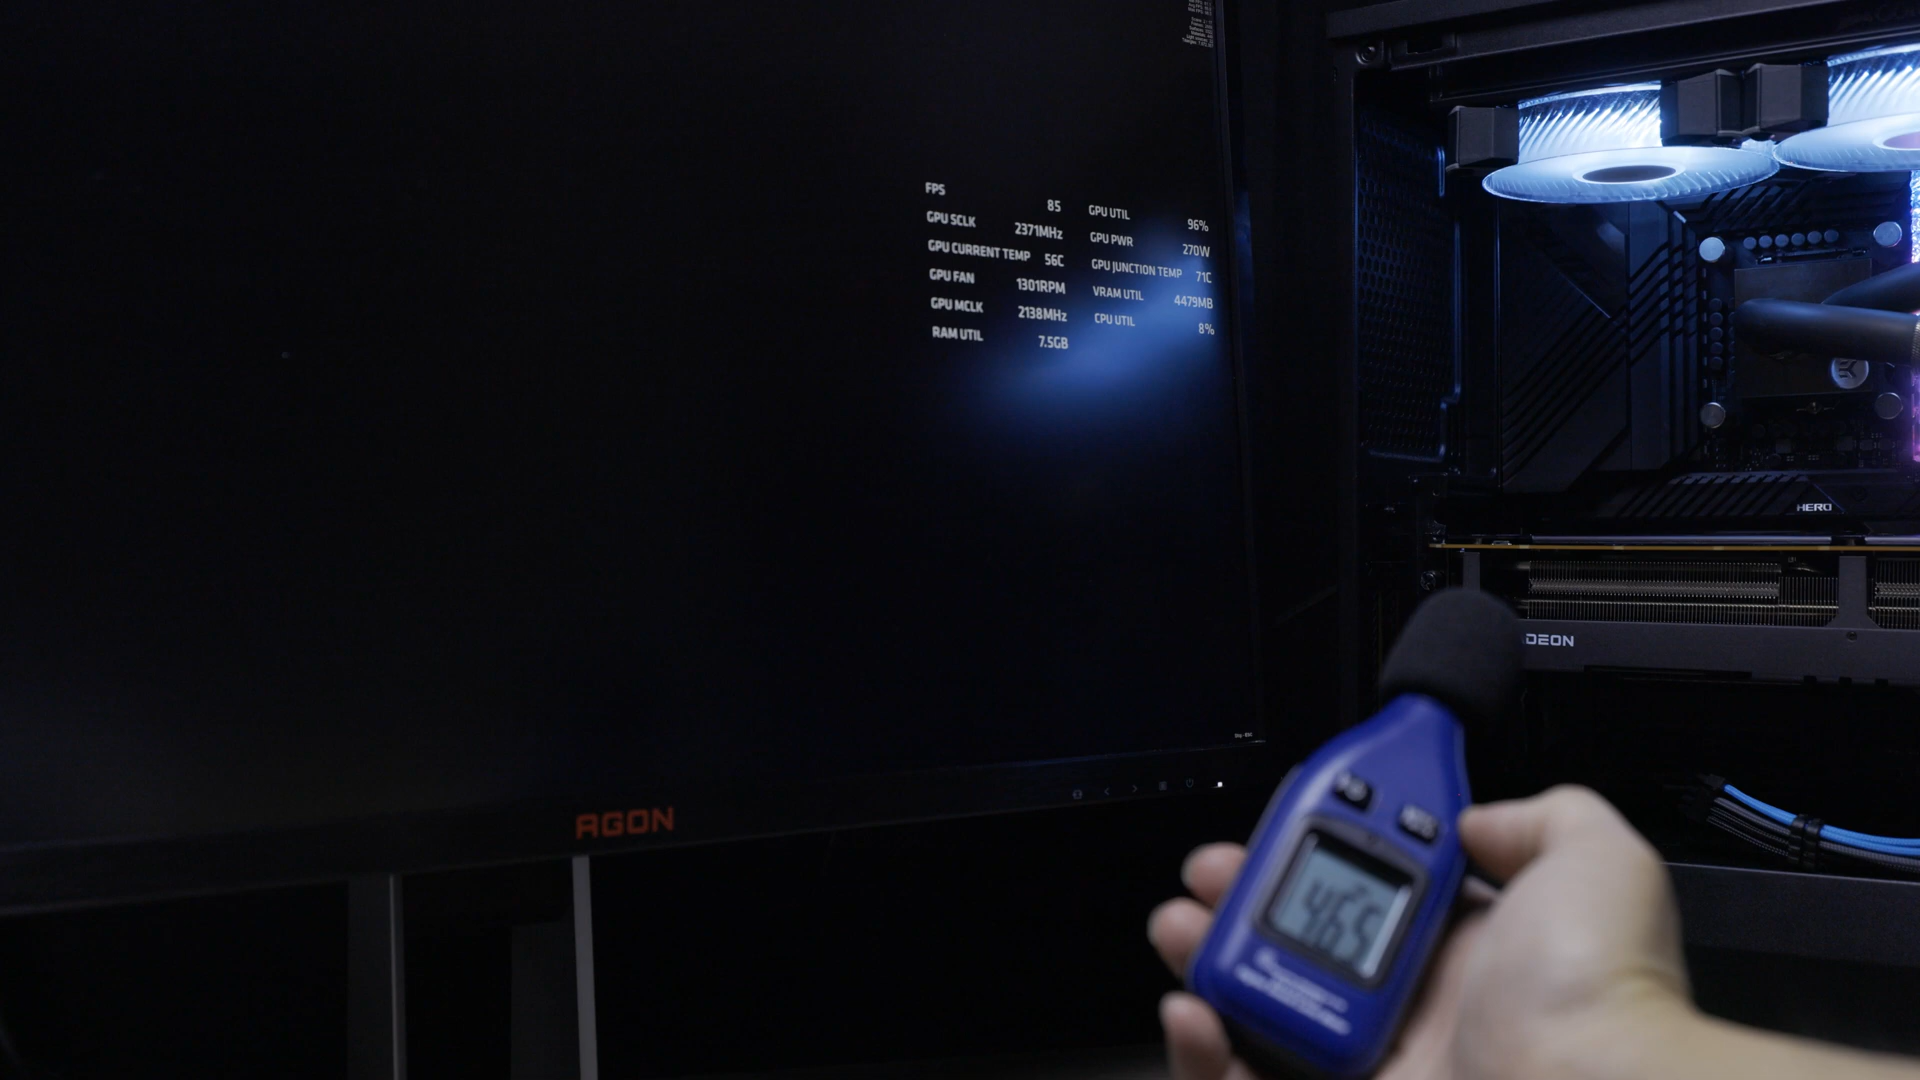 FPS 85
GPU SCLK 2371MHz
GPU CURRENT TEMP 56C
GPU FAN 1301RPM
GPU MCLK 2138MHz
RAM UTIL 7.5GB
GPU UTIL 96%
GPU PWR 270W
GPU JUNCTION TEMP 71C
VRAM UTIL 4479MB
CPU UTIL 8%
HERO
DEON
AGON
46.5